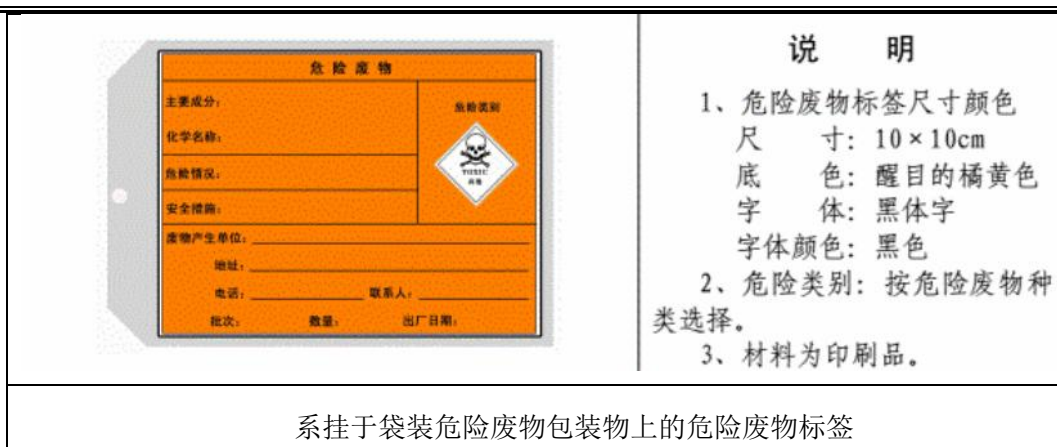 危险废物
主要成分：
危险类别
化学名称：
TOXIC
危险情况：
安全措施：
废物产生单位：
地址：
电话： 联系人：
批次： 数量： 出厂日期：
说 明
1、危险废物标签尺寸颜色
尺 寸：10×10cm
底 色：醒目的橘黄色
字 体：黑体字
字体颜色：黑色
2、危险类别：按危险废物种
类选择。
3、材料为印刷品。
系挂于袋装危险废物包装物上的危险废物标签